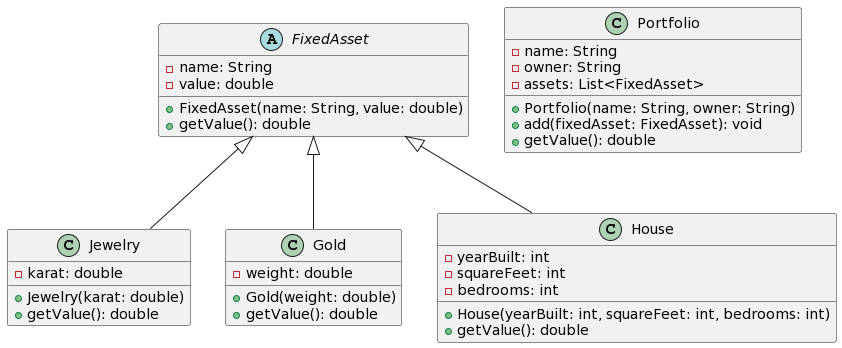 A FixedAsset
name: String
value: double
FixedAsset(name: String, value: double)
getValue(): double
C Portfolio
name: String
owner: String
assets: List<FixedAsset>
Portfolio(name: String, owner: String)
add(fixedAsset: FixedAsset): void
getValue(): double
C Jewelry
karat: double
Jewelry(karat: double)
getValue(): double
C Gold
weight: double
Gold(weight: double)
getValue(): double
C House
yearBuilt: int
squareFeet: int
bedrooms: int
House(yearBuilt: int, squareFeet: int, bedrooms: int)
getValue(): double